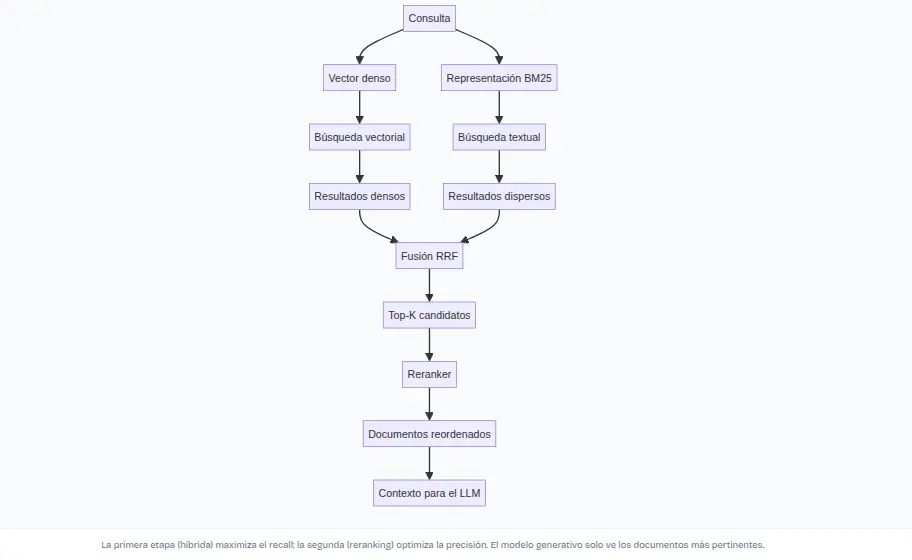 Consulta
Vector denso
Representación BM25
Búsqueda vectorial
Búsqueda textual
Resultados densos
Resultados dispersos
Fusión RRF
Top-K candidatos
Reranker
Documentos reordenados
Contexto para el LLM
La primera etapa (híbrida) maximiza el recall; la segunda (reranking) optimiza la precisión. El modelo generativo solo ve los documentos más pertinentes.